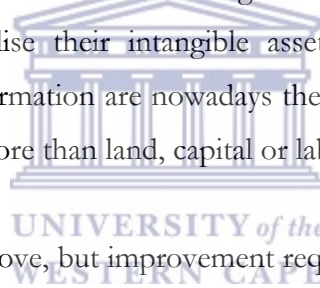 lise their intangible asset
rmation are nowadays the
ore than land, capital or lab
UNIVERSITY of the
ove, but improvement req
WESTERN CAPE